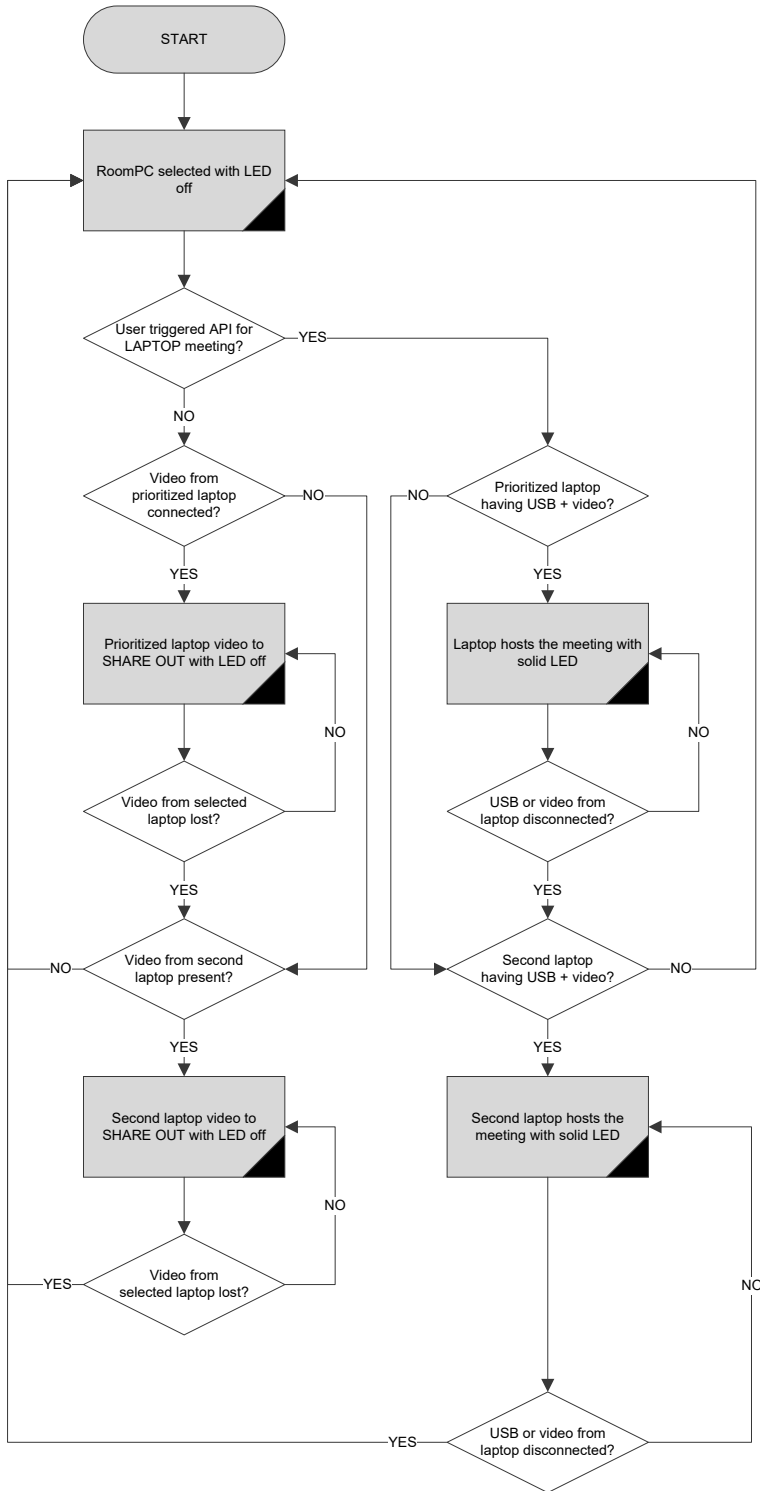 START
RoomPC selected with LED
off
User triggered API for
LAPTOP meeting?
YES
NO
Video from
prioritized laptop
connected?
NO
NO
Prioritized laptop
having USB + video?
YES
YES
Prioritized laptop video to
SHARE OUT with LED off
Laptop hosts the meeting with
solid LED
NO
NO
Video from selected
laptop lost?
USB or video from
laptop disconnected?
YES
YES
NO
Video from second
laptop present?
Second laptop
having USB + video?
NO
YES
YES
Second laptop video to
SHARE OUT with LED off
Second laptop hosts the
meeting with solid LED
NO
YES
Video from
selected laptop lost?
NO
YES
USB or video from
laptop disconnected?